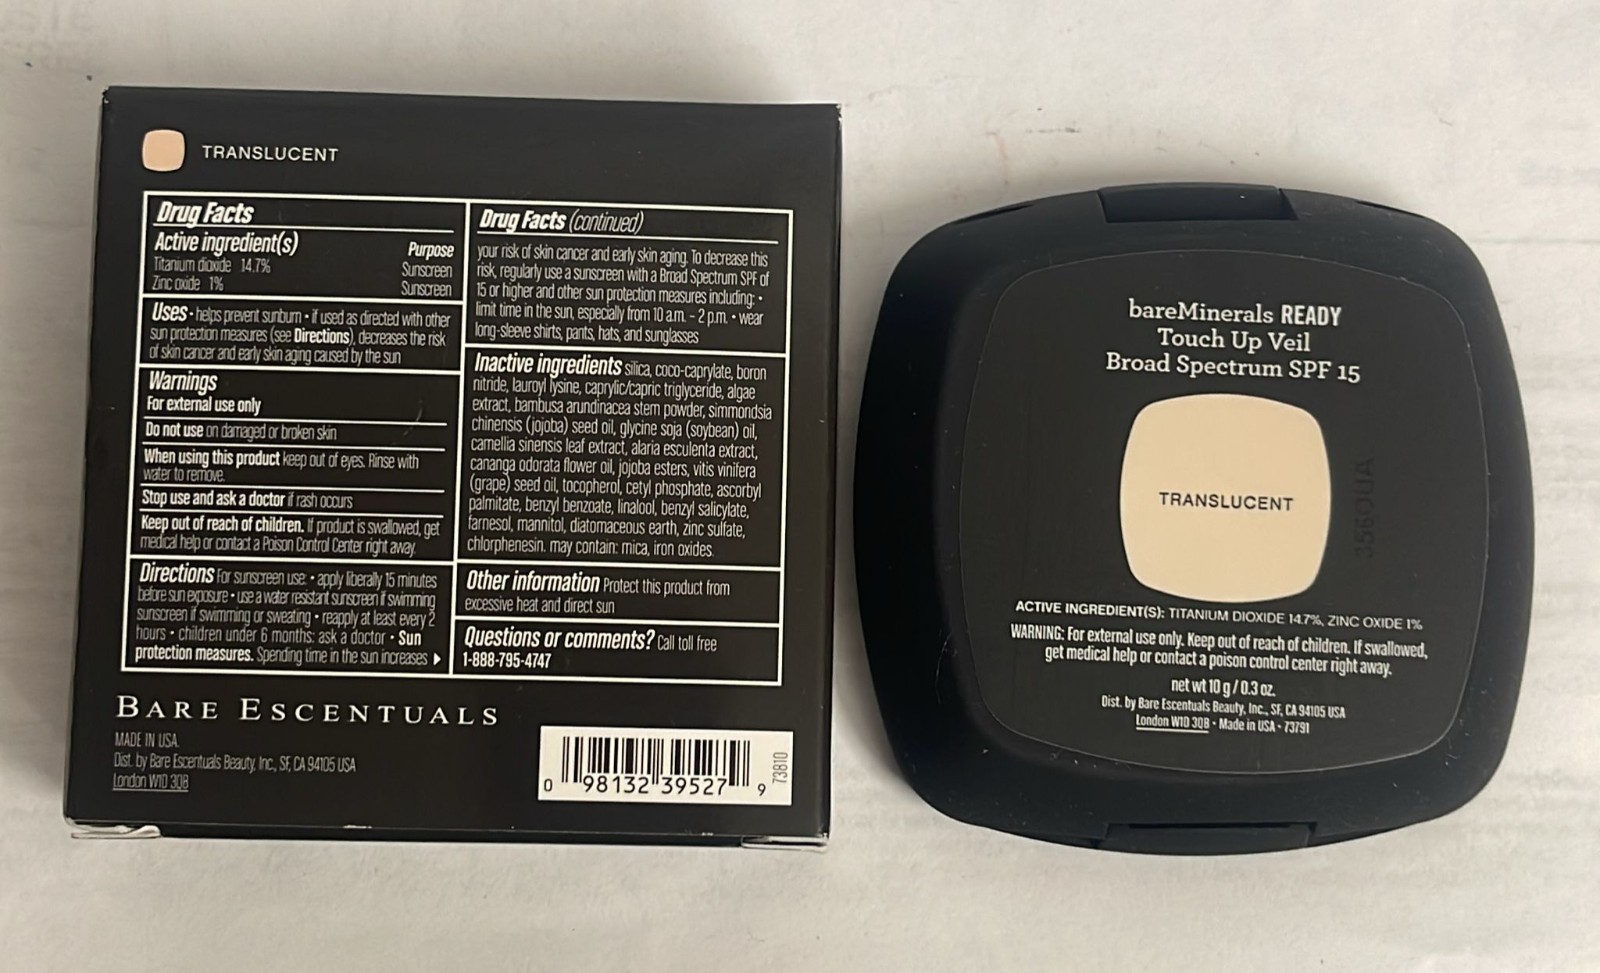 TRANSLUCENT
Drug Facts
Active ingredient(s) Purpose
Titanium dioxide 14.7% Sunscreen
Zinc oxide 1% Sunscreen
Uses • helps prevent sunburn • if used as directed with other
sun protection measures (see Directions), decreases the risk
of skin cancer and early skin aging caused by the sun
Warnings
For external use only
Do not use on damaged or broken skin
When using this product keep out of eyes. Rinse with
water to remove.
Stop use and ask a doctor if rash occurs
Keep out of reach of children. If product is swallowed, get
medical help or contact a Poison Control Center right away.
Directions For sunscreen use: • apply liberally 15 minutes
before sun exposure • use a water resistant sunscreen if swimming
sunscreen if swimming or sweating • reapply at least every 2
hours • children under 6 months: ask a doctor • Sun
protection measures. Spending time in the sun increases ▶
Drug Facts (continued)
your risk of skin cancer and early skin aging. To decrease this
risk, regularly use a sunscreen with a Broad Spectrum SPF of
15 or higher and other sun protection measures including: •
limit time in the sun, especially from 10 a.m. - 2 p.m. • wear
long-sleeve shirts, pants, hats, and sunglasses
Inactive ingredients silica, coco-caprylate, boron
nitride, lauroyl lysine, caprylic/capric triglyceride, algae
extract, bambusa arundinacea stem powder, simmondsia
chinensis (jojoba) seed oil, glycine soja (soybean) oil,
camellia sinensis leaf extract, alaria esculenta extract,
cananga odorata flower oil, jojoba esters, vitis vinifera
(grape) seed oil, tocopherol, cetyl phosphate, ascorbyl
palmitate, benzyl benzoate, linalool, benzyl salicylate,
farnesol, mannitol, diatomaceous earth, zinc sulfate,
chlorphenesin. may contain: mica, iron oxides.
Other information Protect this product from
excessive heat and direct sun
Questions or comments? Call toll free
1-888-795-4747
BARE ESCENTUALS
MADE IN USA.
Dist. by Bare Escentuals Beauty, Inc., SF, CA 94105 USA
London W1D 3QB
0 98132 39527 9
73810
bareMinerals READY
Touch Up Veil
Broad Spectrum SPF 15
TRANSLUCENT
356OUA
ACTIVE INGREDIENT(S): TITANIUM DIOXIDE 14.7%, ZINC OXIDE 1%
WARNING: For external use only. Keep out of reach of children. If swallowed,
get medical help or contact a poison control center right away.
net wt 10 g / 0.3 oz.
Dist. by Bare Escentuals Beauty, Inc., SF, CA 94105 USA
London W1D 3QB • Made in USA • 73791